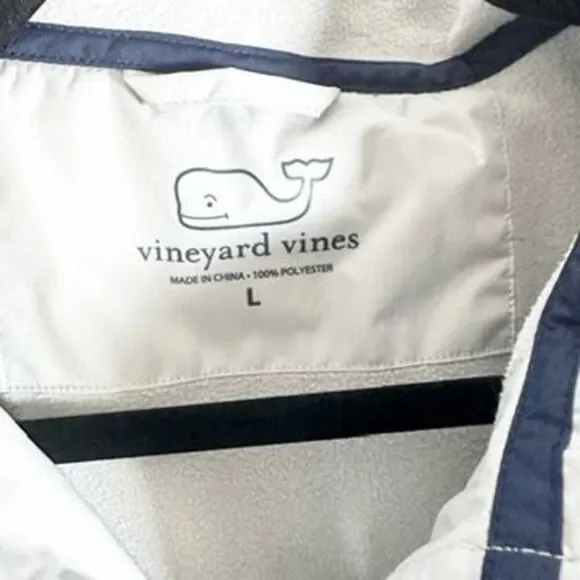 vineyard vines
MADE IN CHINA • 100% POLYESTER
L